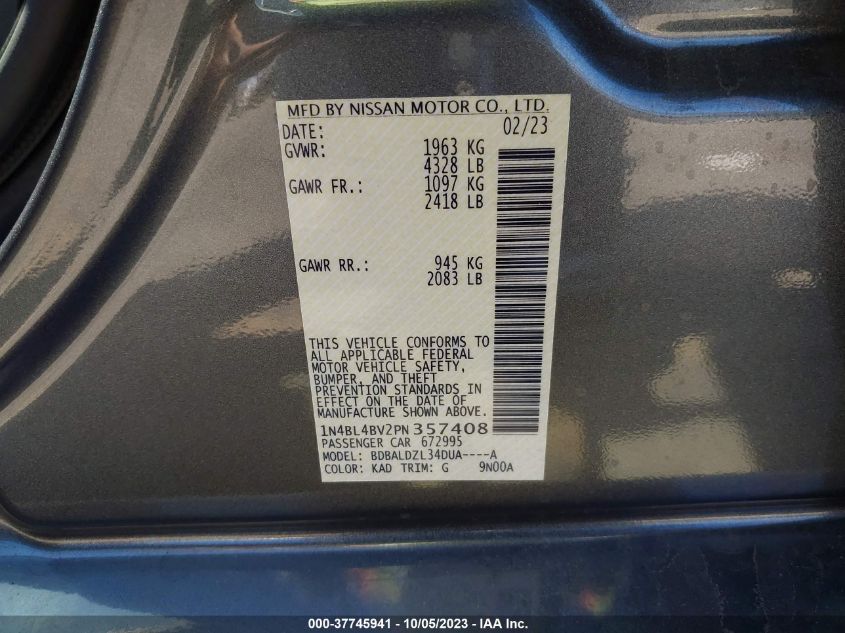 MFD BY NISSAN MOTOR CO., LTD.
DATE: 02/23
GVWR: 1963 KG
4328 LB
GAWR FR.: 1097 KG
2418 LB
GAWR RR.: 945 KG
2083 LB
THIS VEHICLE CONFORMS TO
ALL APPLICABLE FEDERAL
MOTOR VEHICLE SAFETY,
BUMPER, AND THEFT
PREVENTION STANDARDS IN
EFFECT ON THE DATE OF
MANUFACTURE SHOWN ABOVE.
1N4BL4BV2PN357408
PASSENGER CAR 672995
MODEL: BDBALDZL34DUA----A
COLOR: KAD TRIM: G 9N00A
000-37745941 - 10/05/2023 - IAA Inc.